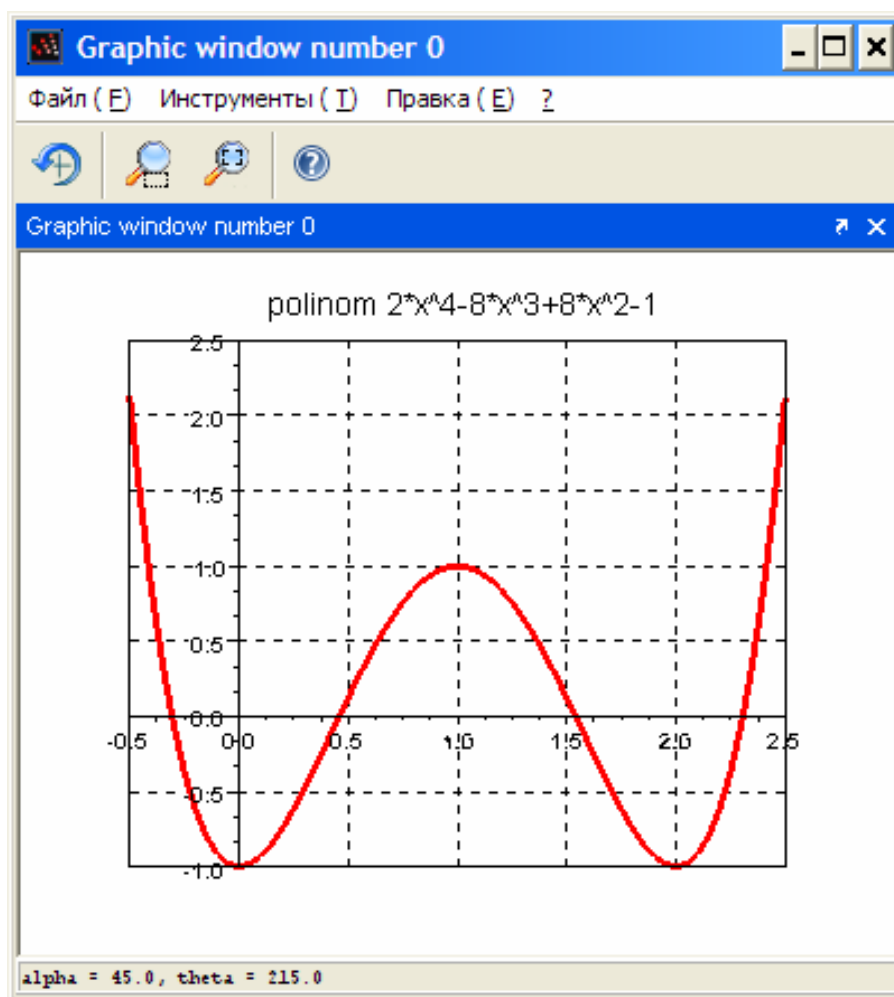 Graphic window number 0
Файл ( F) Инструменты ( T) Правка ( E) ?
Graphic window number 0
polinom 2*x^4-8*x^3+8*x^2-1
2.5
2.0
1.5
1.0
0.5
0.0
-0.5 0.0 0.5 1.0 1.5 2.0 2.5
-0.5
-1.0
alpha = 45.0, theta = 215.0